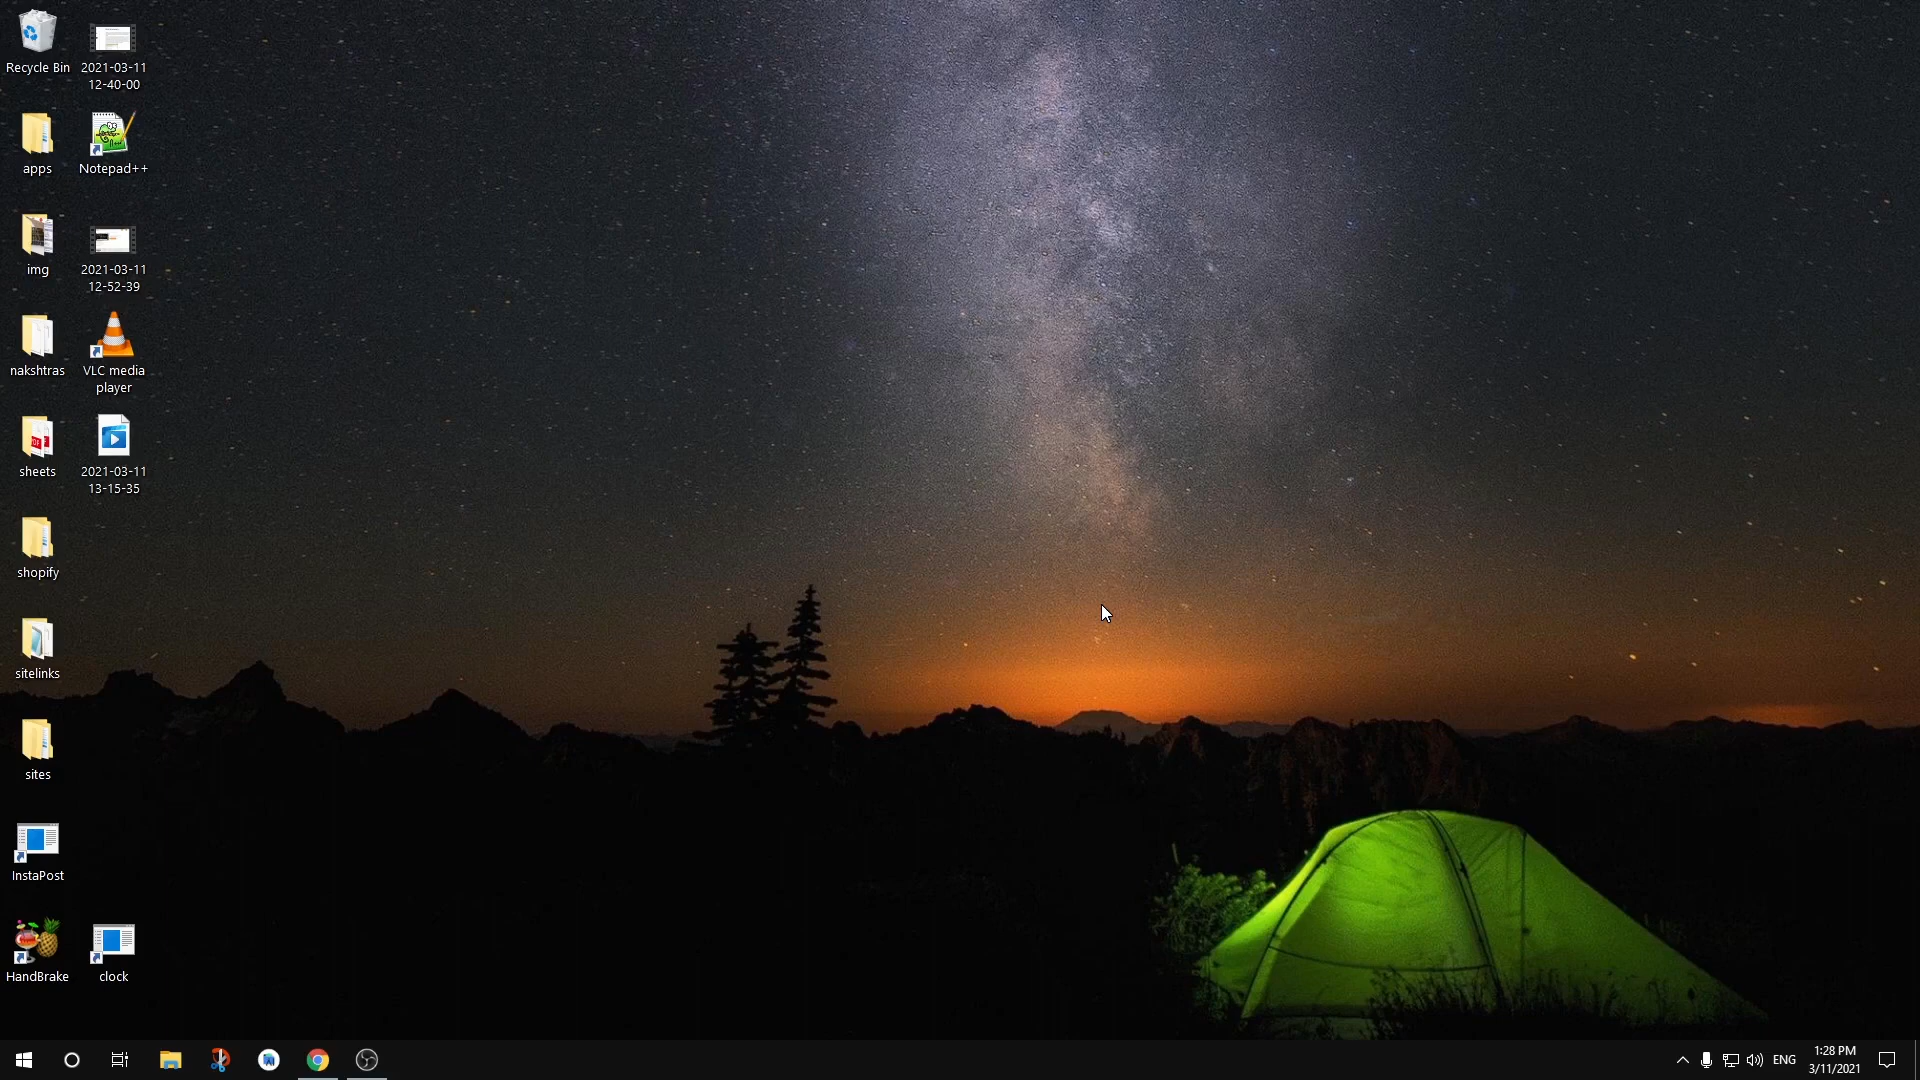 Recycle Bin
2021-03-11
12-40-00
apps
Notepad++
img
2021-03-11
12-52-39
nakshtras
VLC media
player
sheets
2021-03-11
13-15-35
shopify
sitelinks
sites
InstaPost
HandBrake
clock
ENG
1:28 PM
3/11/2021